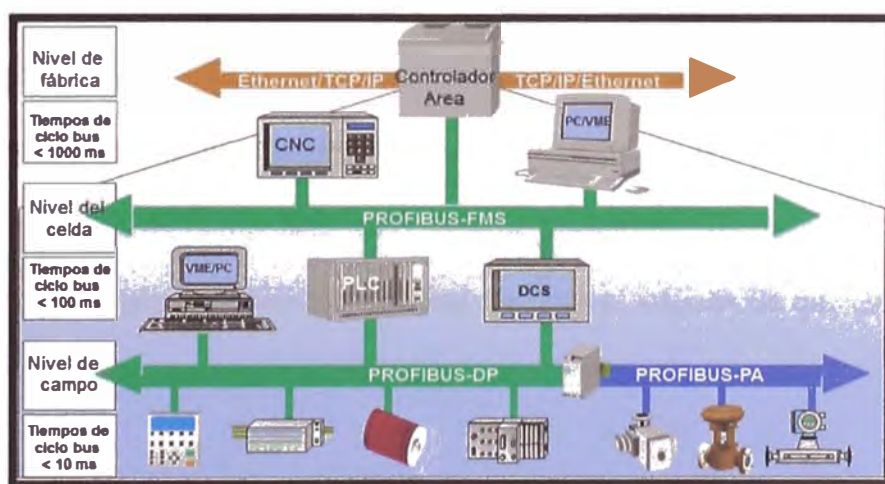 Nivel de
fábrica
Ethernet/TCP/IP
Controlador
Area
TCP/IP/Ethernet
Tiempos de
ciclo bus
< 1000 ms
CNC
PC/VME
Nivel del
celda
PROFIBUS-FMS
Tiempos de
ciclo bus
< 100 ms
VME/PC
PLC
DCS
Nivel de
campo
PROFIBUS-DP
PROFIBUS-PA
Tiempos de
ciclo bus
< 10 ms